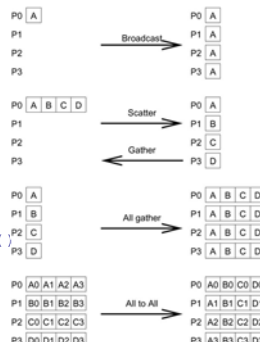 P0 A P0 A
P1 P1 A
Broadcast
P2 P2 A
P3 P3 A
P0 A B C D P0 A
Scatter
P1 P1 B
P2 P2 C
Gather
P3 P3 D
P0 A P0 A B C D
P1 B P1 A B C D
All gather
P2 C P2 A B C D
P3 D P3 A B C D
P0 A0 A1 A2 A3 P0 A0 B0 C0 D0
P1 B0 B1 B2 B3 P1 A1 B1 C1
All to All
P2 C0 C1 C2 C3 P2 A2 B2 C2
P3 D0 D1 D2 D3 P3 A3 B3 C3